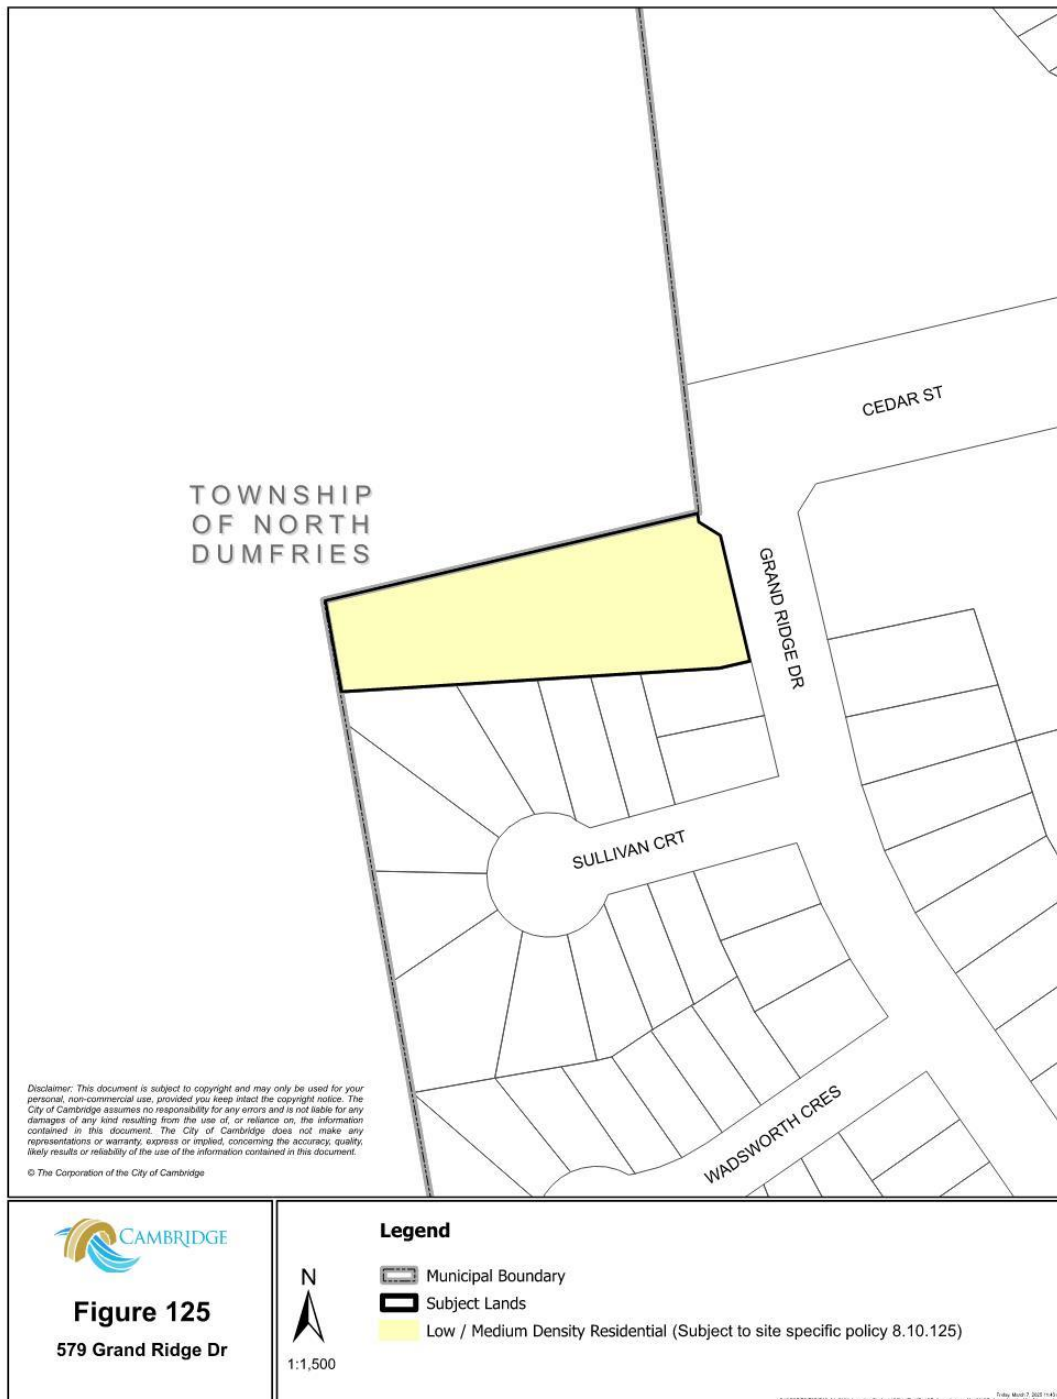 CEDAR ST
TOWNSHIP
OF NORTH
DUMFRIES
GRAND RIDGE DR
SULLIVAN CRT
WADSWORTH CRES
Disclaimer: This document is subject to copyright and may only be used for your
personal, non-commercial use, provided you keep intact the copyright notice. The
City of Cambridge assumes no responsibility for any errors and is not liable for any
damages of any kind resulting from the use of, or reliance on, the information
contained in this document. The City of Cambridge does not make any
representations or warranty, express or implied, concerning the accuracy, quality,
likely results or reliability of the use of the information contained in this document.
© The Corporation of the City of Cambridge
CAMBRIDGE
Figure 125
579 Grand Ridge Dr
N
1:1,500
Legend
Municipal Boundary
Subject Lands
Low / Medium Density Residential (Subject to site specific policy 8.10.125)
Friday, March 7, 2025